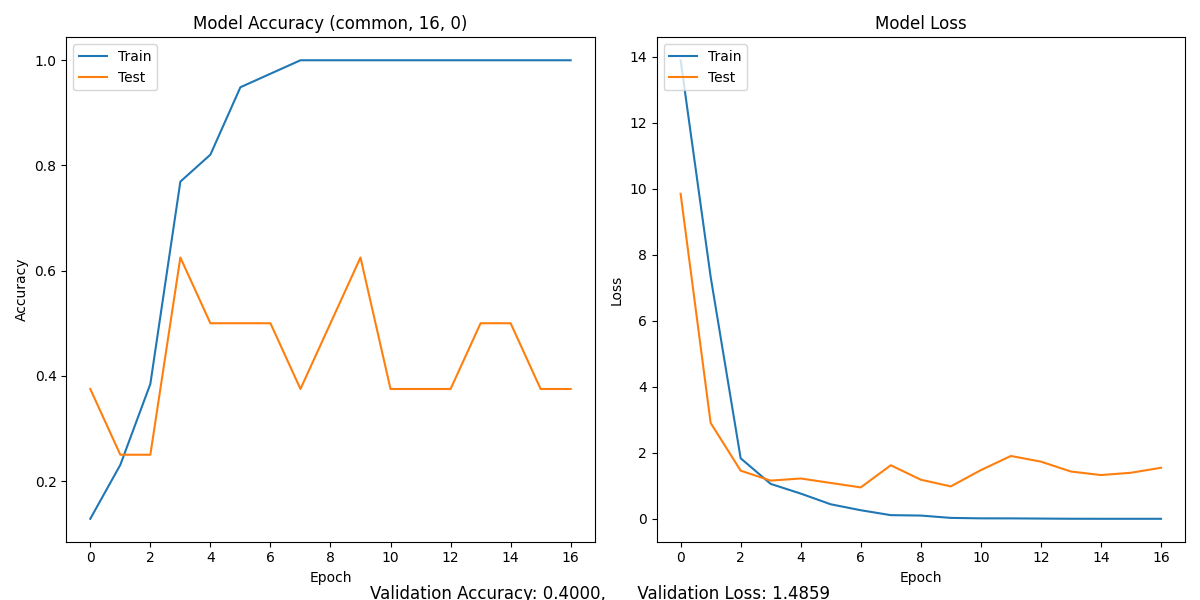 Model Accuracy (common, 16, 0)
Train
Test
1.0
0.8
0.6
0.4
0.2
Accuracy
0 2 4 6 8 10 12 14 16
Epoch
Model Loss
Train
Test
14
12
10
8
6
4
2
0
Loss
0 2 4 6 8 10 12 14 16
Epoch
Validation Accuracy: 0.4000, Validation Loss: 1.4859